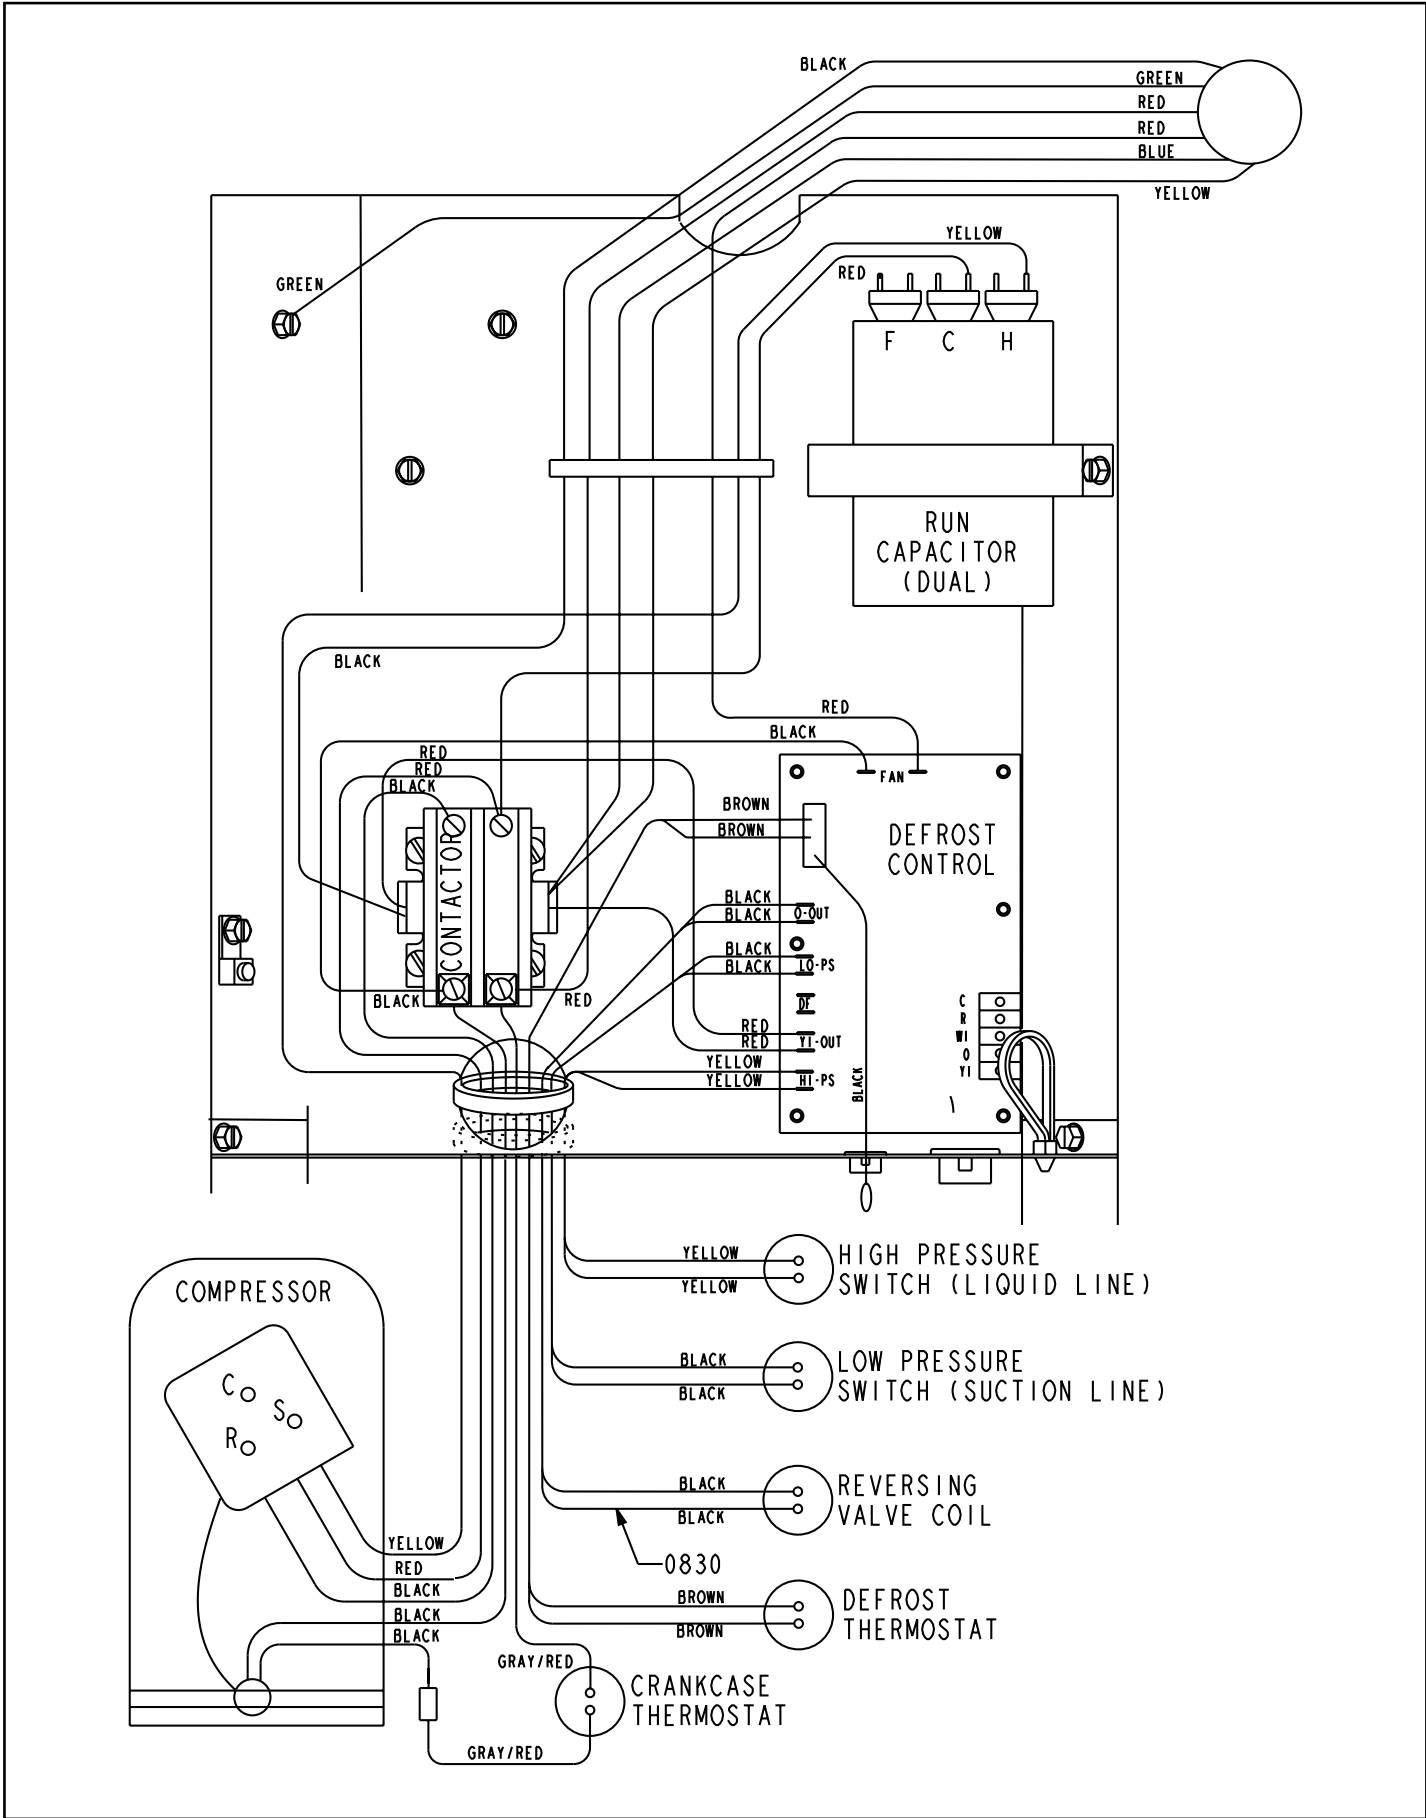 BLACK
GREEN
RED
RED
BLUE
YELLOW
YELLOW
RED
GREEN
F C H
RUN
CAPACITOR
(DUAL)
BLACK
RED
BLACK
RED
RED
BLACK
FAN
BROWN
BROWN
DEFROST
CONTROL
CONTACTOR
BLACK
BLACK
O-OUT
BLACK
BLACK
LO-PS
BLACK
RED
DF
RED
RED
Y1-OUT
YELLOW
YELLOW
HI-PS
C
R
W1
O
Y1
BLACK
YELLOW
YELLOW
HIGH PRESSURE
SWITCH (LIQUID LINE)
COMPRESSOR
C
S
R
BLACK
BLACK
LOW PRESSURE
SWITCH (SUCTION LINE)
BLACK
BLACK
REVERSING
VALVE COIL
0830
YELLOW
RED
BLACK
BLACK
BLACK
BROWN
BROWN
DEFROST
THERMOSTAT
GRAY/RED
CRANKCASE
THERMOSTAT
GRAY/RED